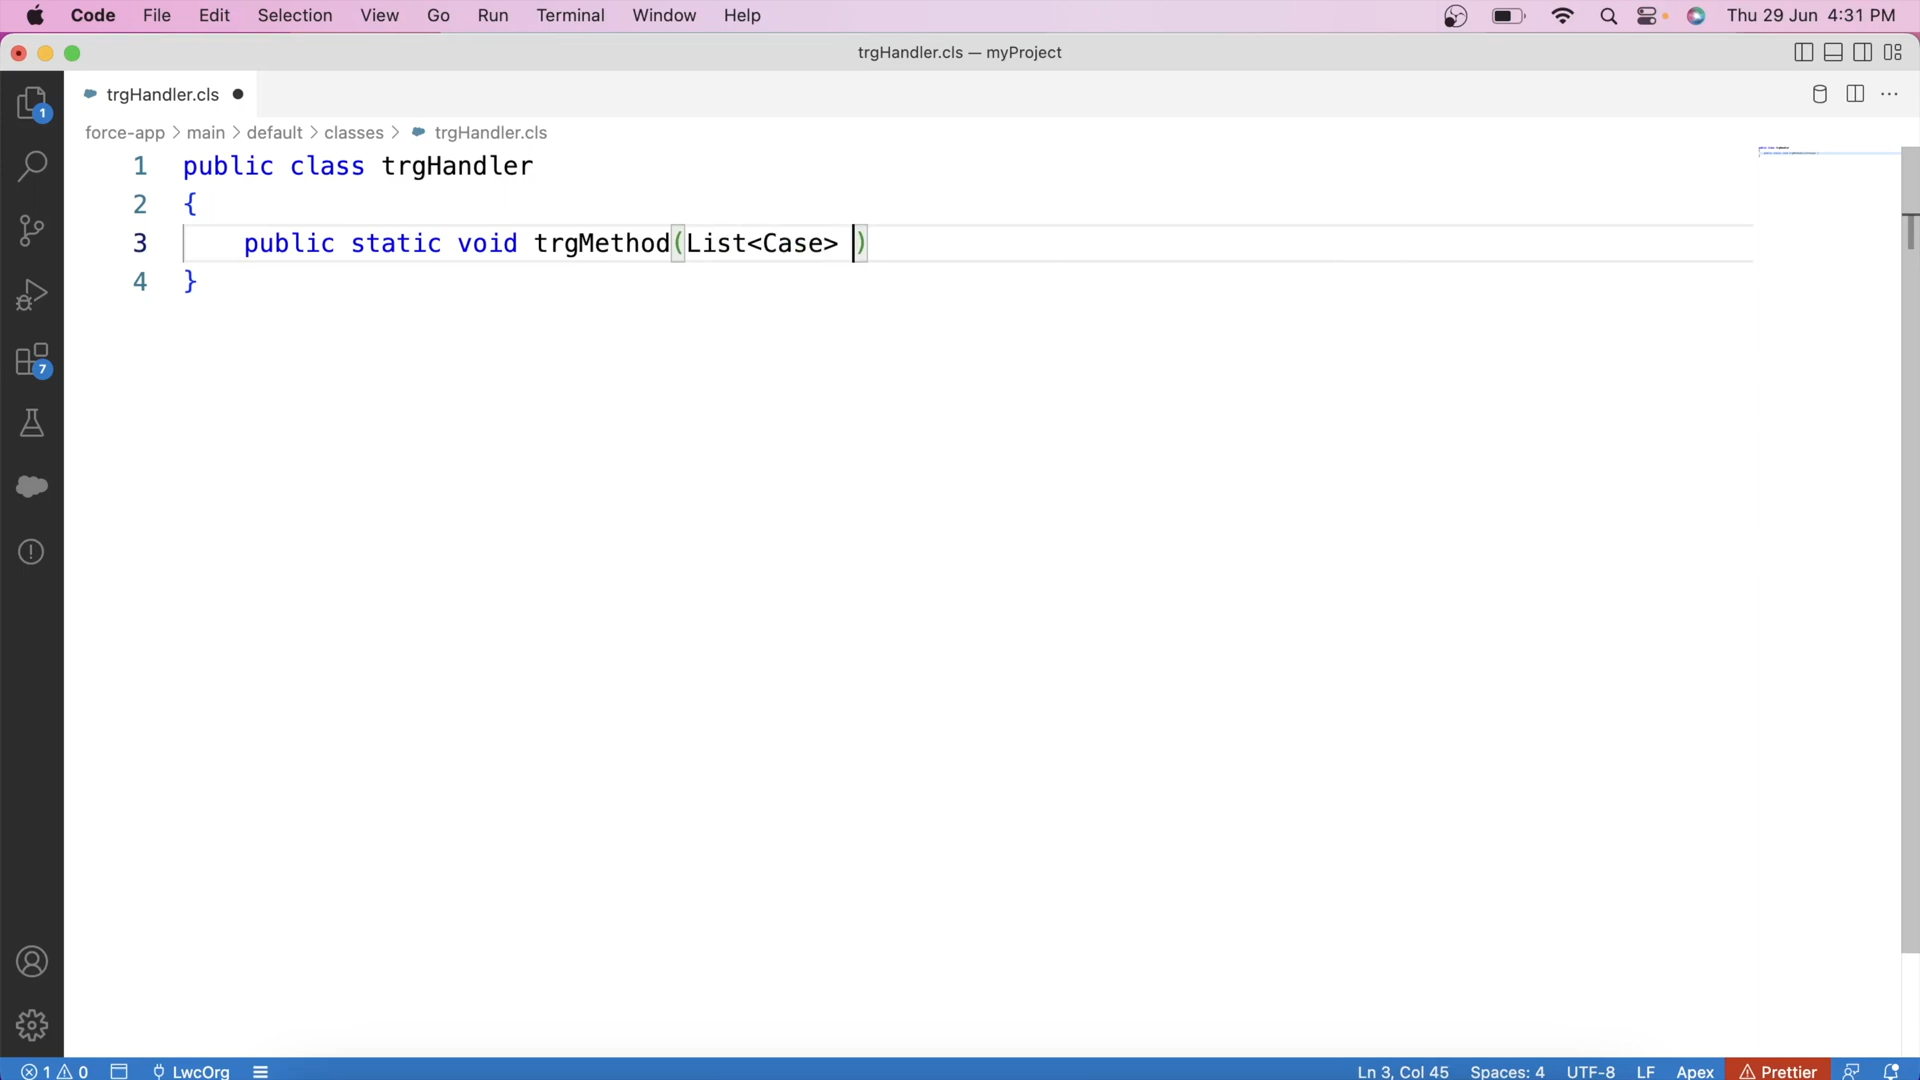 Code File Edit Selection View Go Run Terminal Window Help Thu 29 Jun 4:31 PM
trgHandler.cls — myProject
trgHandler.cls
force-app > main > default > classes > trgHandler.cls
1 public class trgHandler
2 {
3 public static void trgMethod(List<Case> )
4 }
1
7
1 0 LwcOrg Ln 3, Col 45 Spaces: 4 UTF-8 LF Apex Prettier